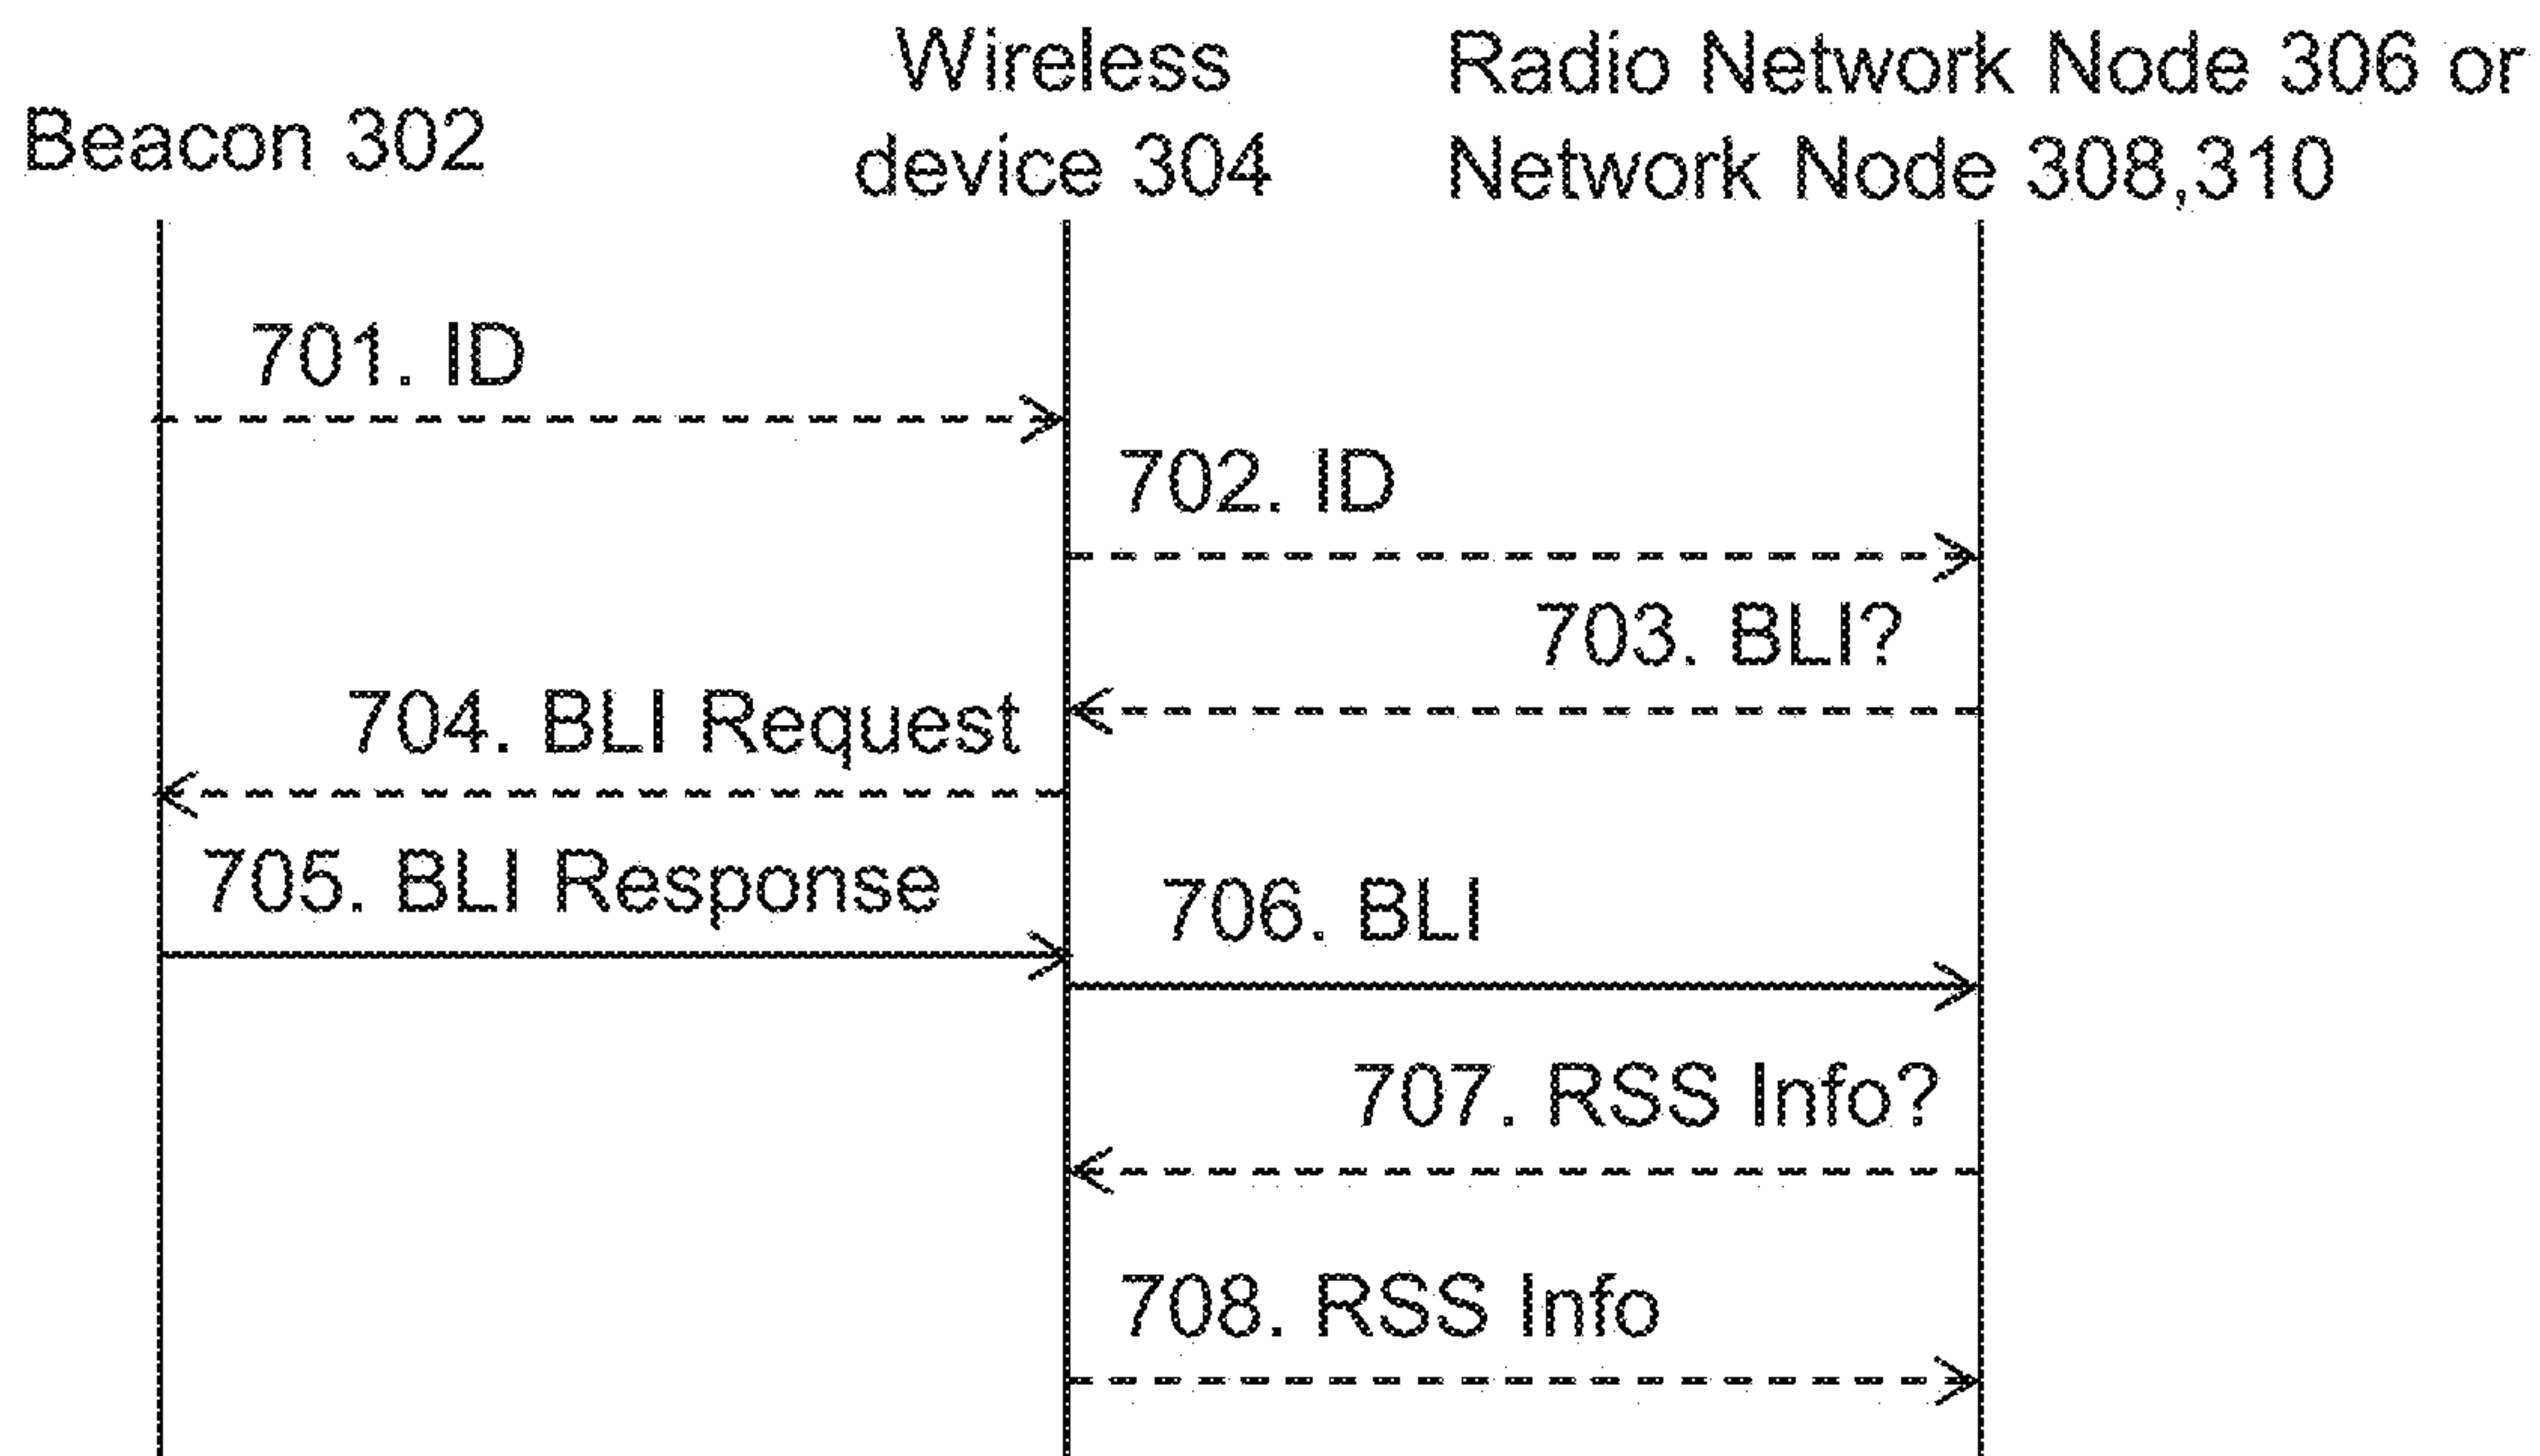 Beacon 302
Wireless
device 304
Radio Network Node 306 or
Network Node 308,310
701. ID
702. ID
703. BLI?
704. BLI Request
705. BLI Response
706. BLI
707. RSS Info?
708. RSS Info